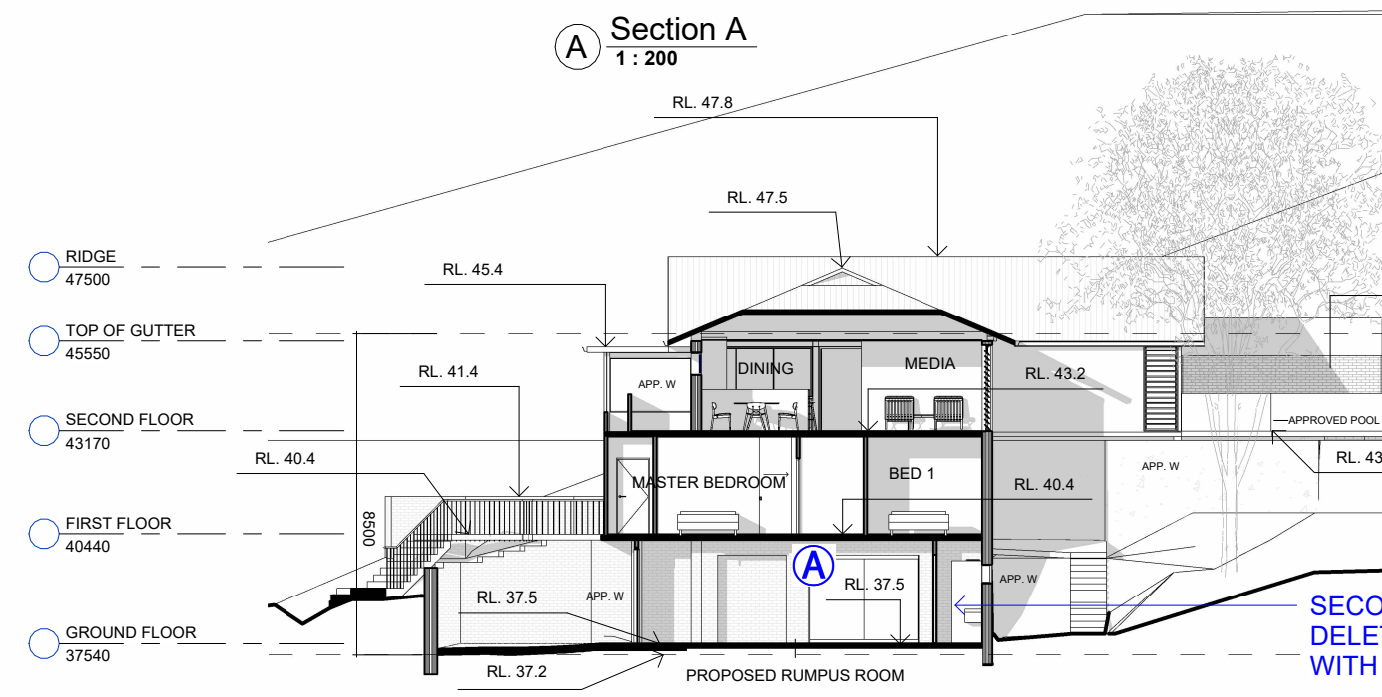 A
Section A
1 : 200
RL. 47.8
RL. 47.5
RIDGE
47500
RL. 45.4
TOP OF GUTTER
45550
DINING
MEDIA
APP. W
RL. 41.4
RL. 43.2
SECOND FLOOR
43170
APPROVED POOL
RL. 40.4
RL. 43
APP. W
MASTER BEDROOM
BED 1
RL. 40.4
FIRST FLOOR
40440
8500
A
RL. 37.5
APP. W
RL. 37.5
APP. W
SECO
DELET
WITH
GROUND FLOOR
37540
RL. 37.2
PROPOSED RUMPUS ROOM